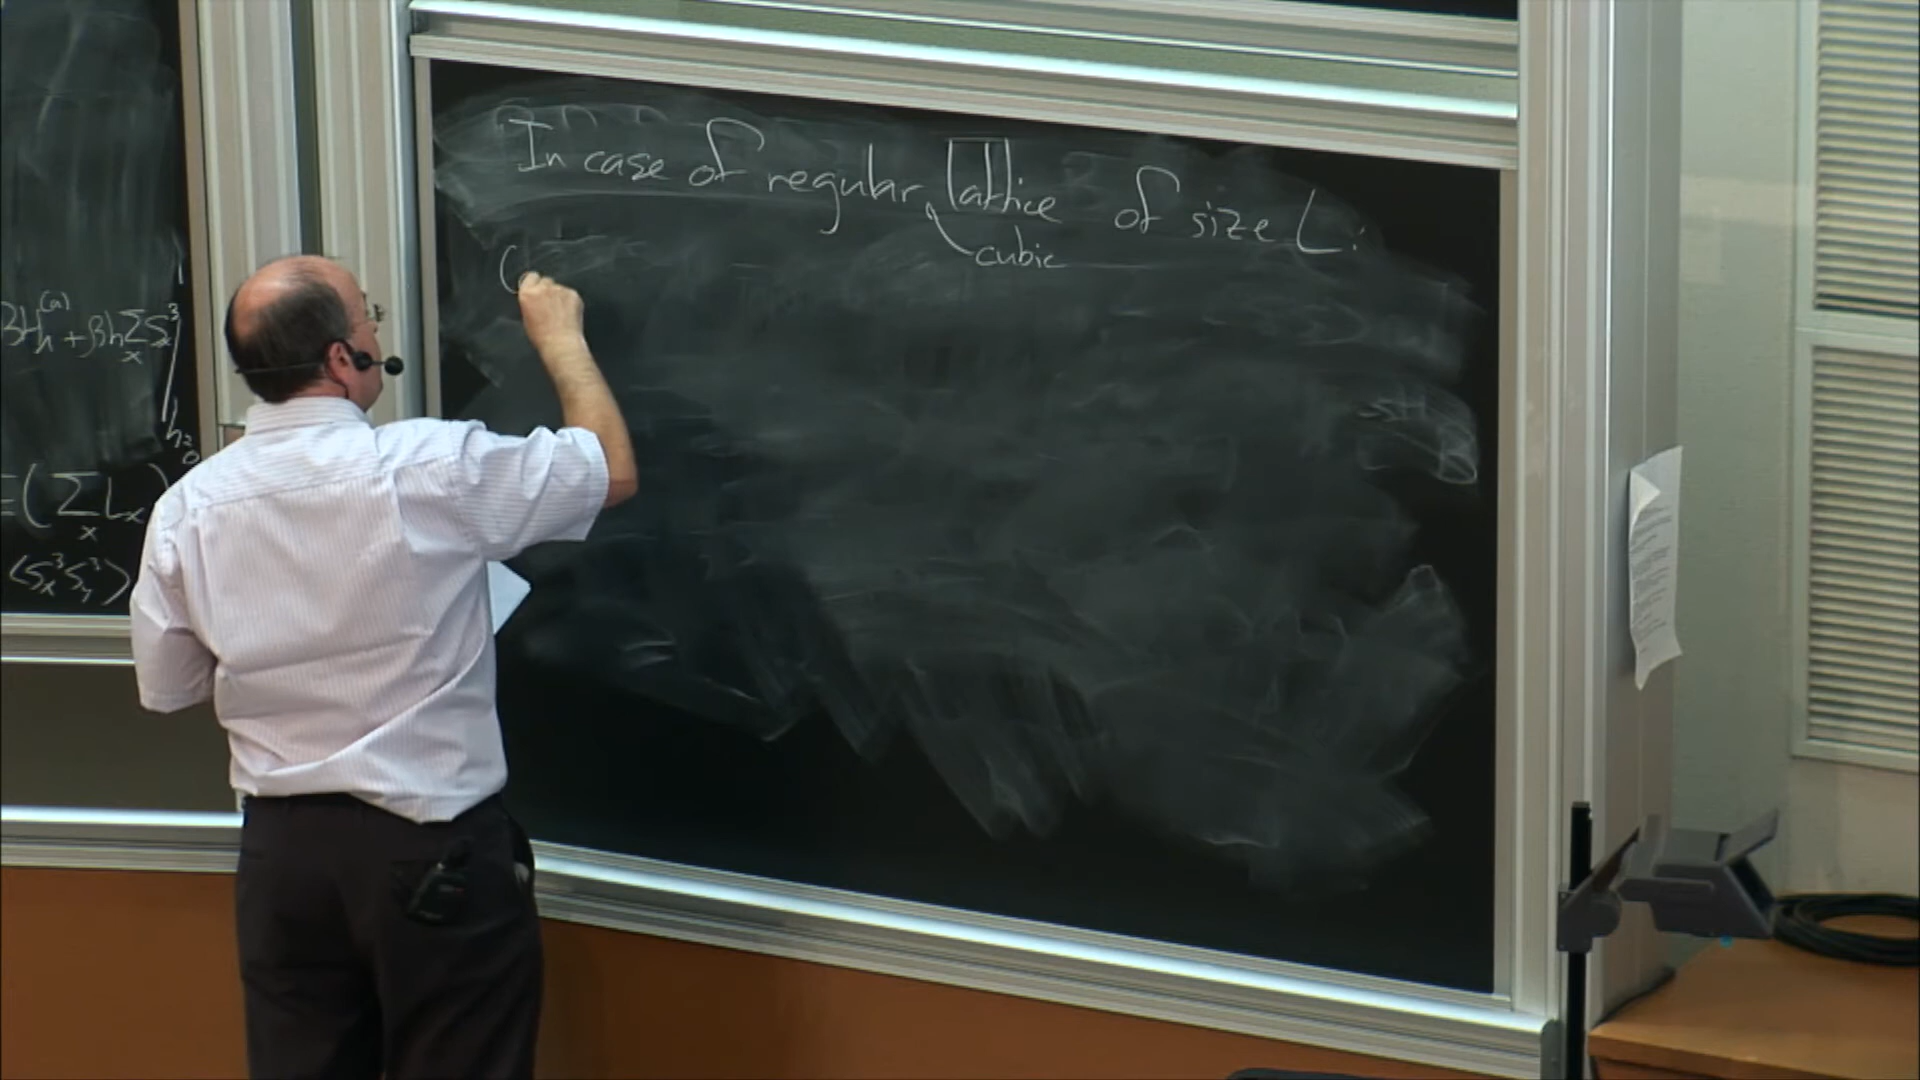 βH_h^(a) + βh Σ_x S_x^3 |_h=0
≡ (Σ_x L_x)
⟨S_x^3 S_y^3⟩
In case of regular lattice of size L:
cubic
(